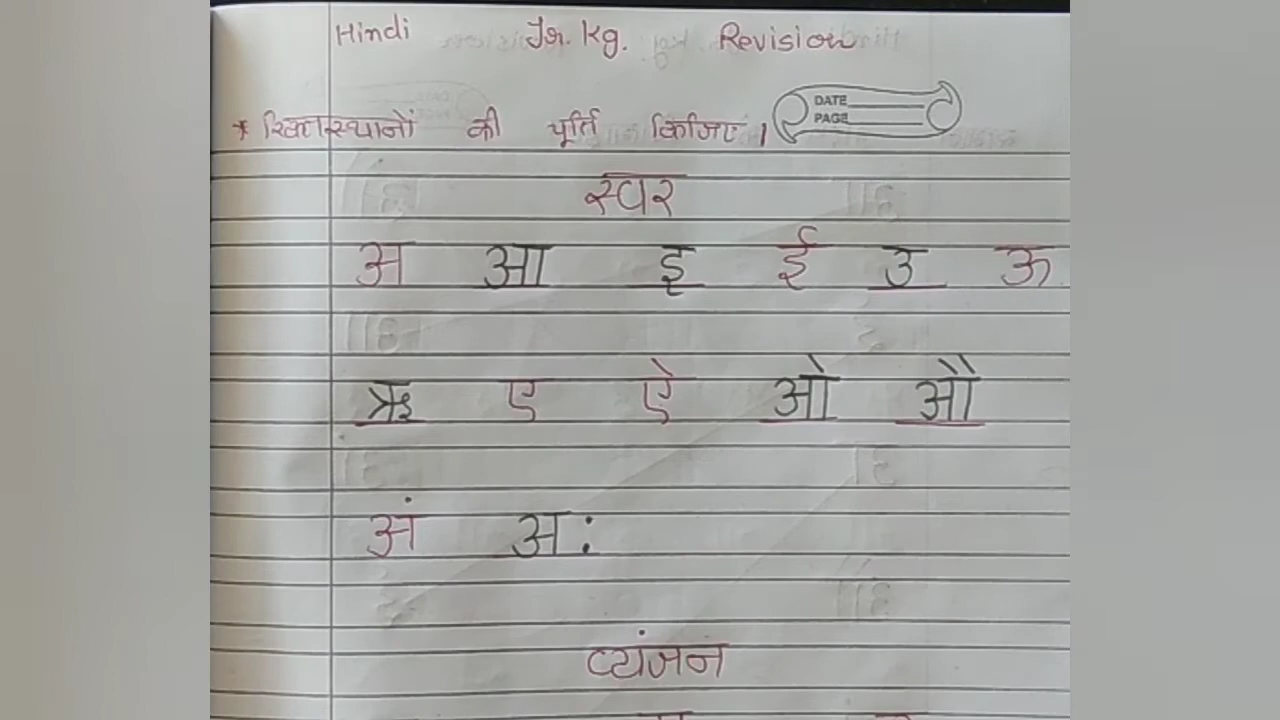 Hindi Jr. Kg. Revision
* रिक्तस्थानों की पूर्ति किजिए।
DATE
PAGE
स्वर
अ आ इ ई उ ऊ
ऋ ए ऐ ओ औ
अं अः
व्यंजन